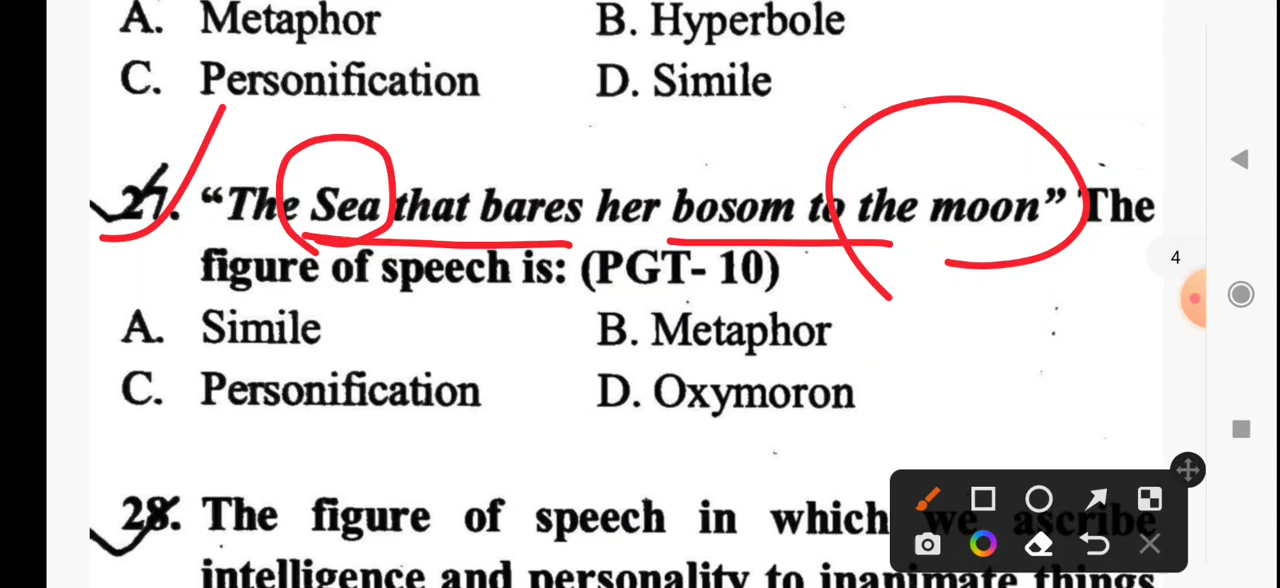 A. Metaphor B. Hyperbole
C. Personification D. Simile
27. “The Sea that bares her bosom to the moon” The
figure of speech is: (PGT- 10)
4
A. Simile B. Metaphor
C. Personification D. Oxymoron
28. The figure of speech in which we ascribe
intelligence and personality to inanimate things